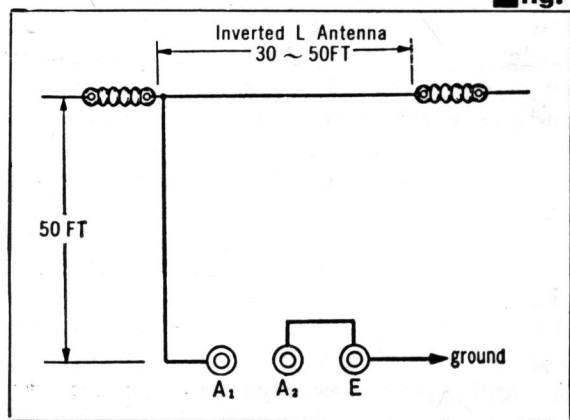 Inverted L Antenna
30 ~ 50FT
50 FT
A₁ A₂ E ground